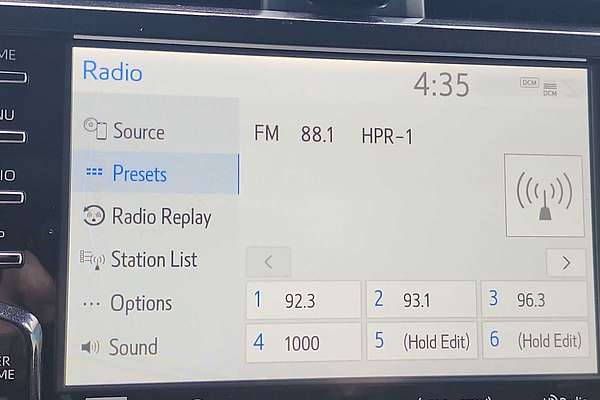 Radio
4:35
DCM
DCM
Source
FM 88.1 HPR-1
Presets
Radio Replay
Station List
1 92.3
2 93.1
3 96.3
Options
4 1000
5 (Hold Edit)
6 (Hold Edit)
Sound